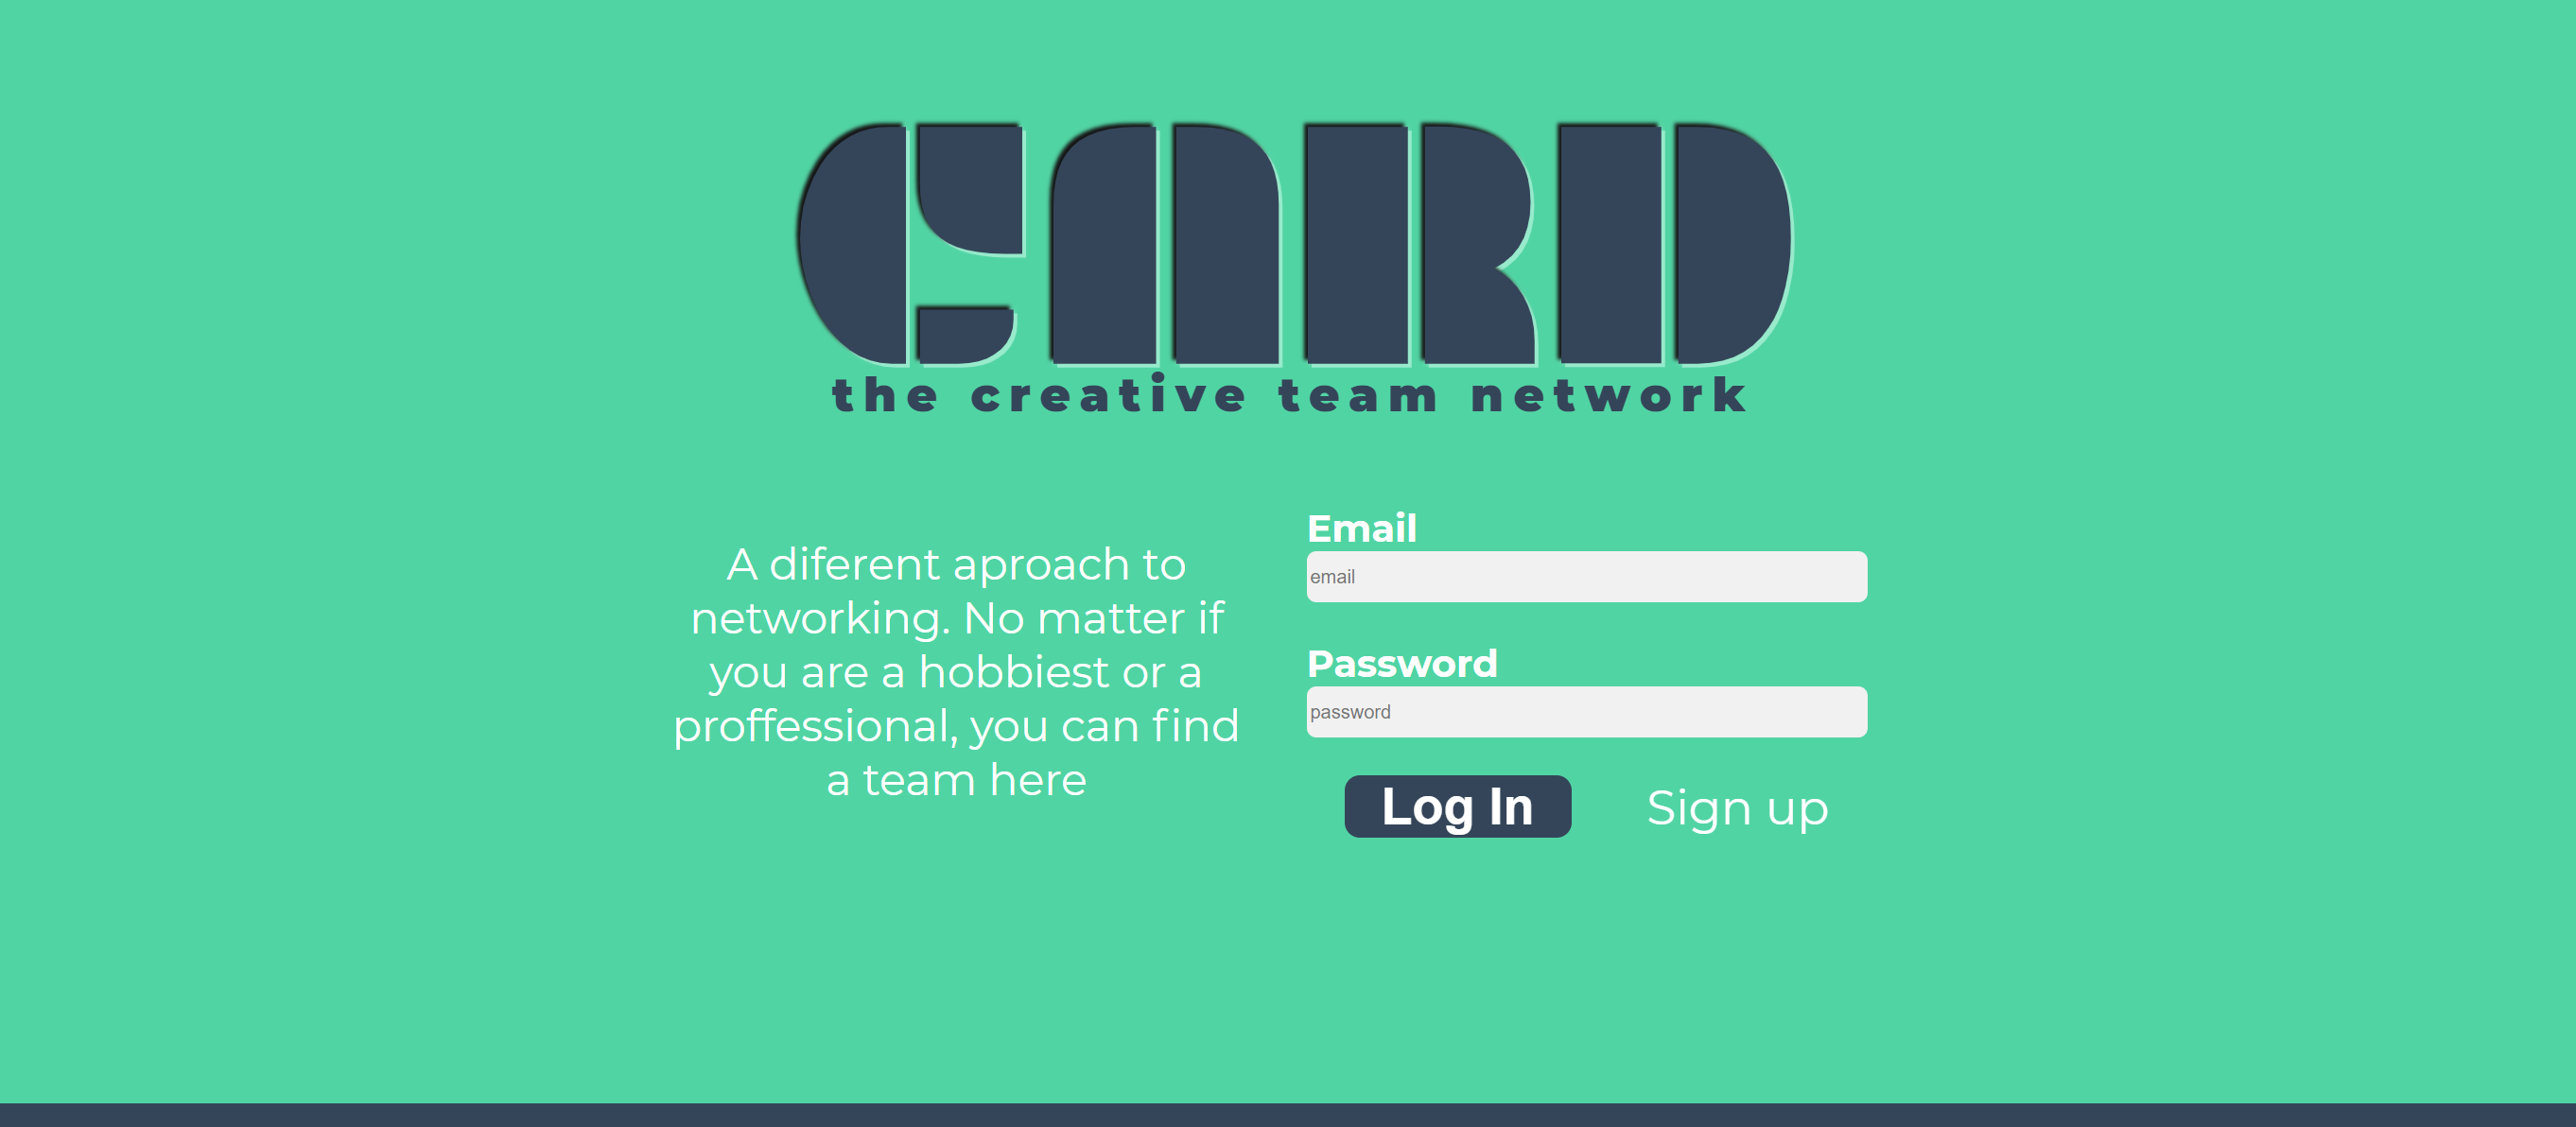 CARD
the creative team network
A diferent aproach to
networking. No matter if
you are a hobbiest or a
proffessional, you can find
a team here
Email
email
Password
password
Log In
Sign up